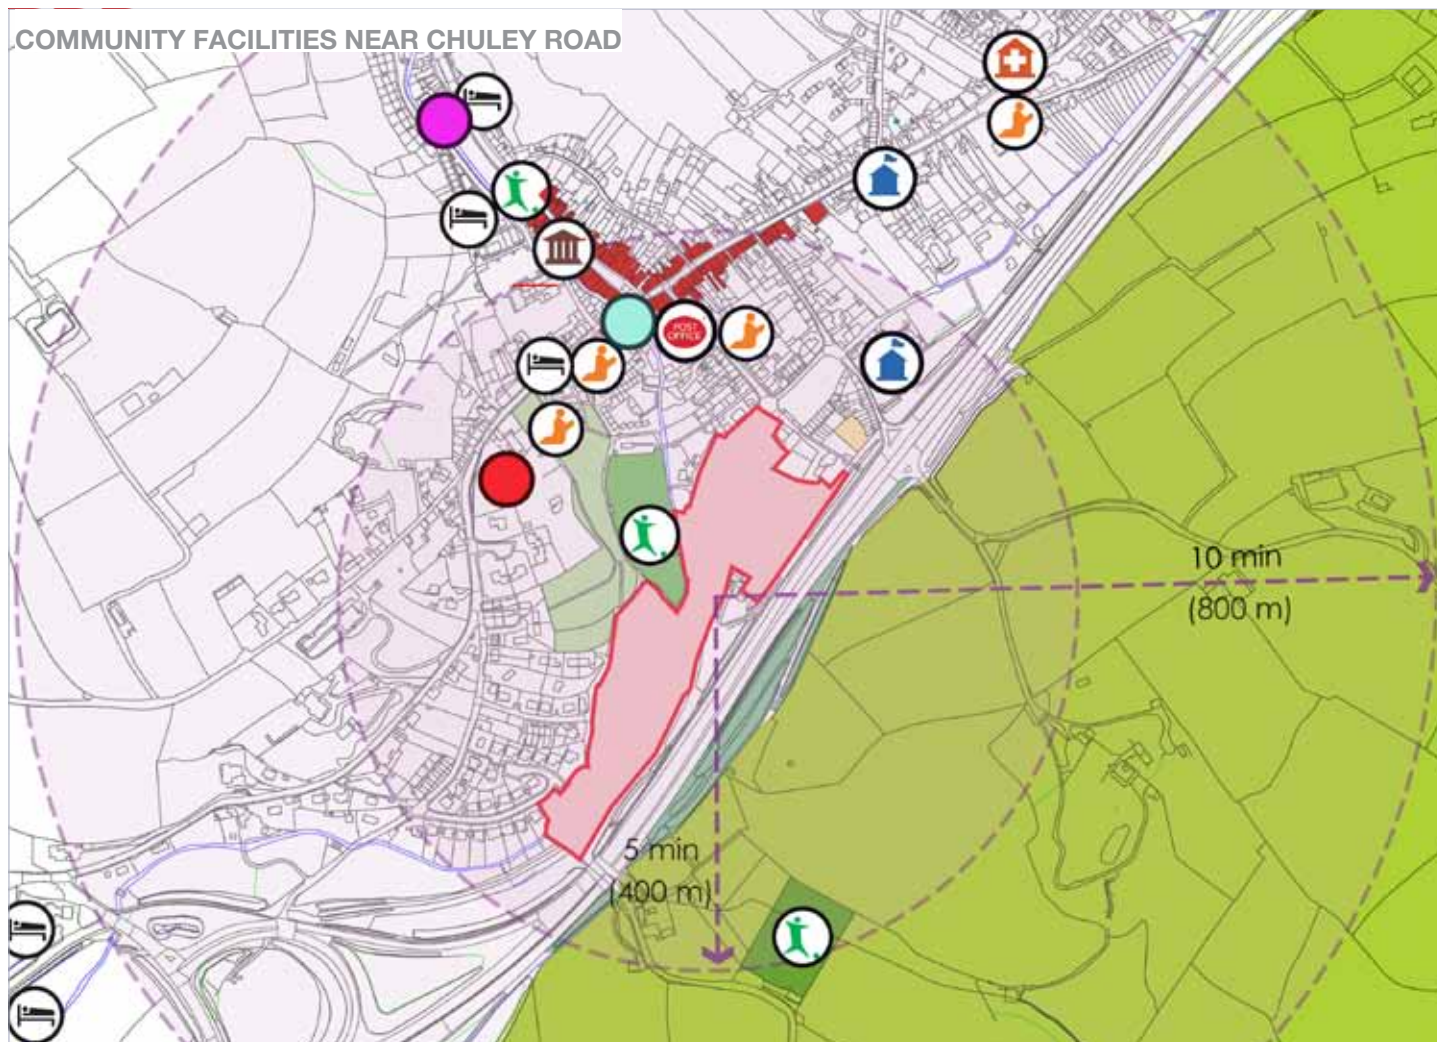 COMMUNITY FACILITIES NEAR CHULEY ROAD
POST
OFFICE
10 min
(800 m)
5 min
(400 m)